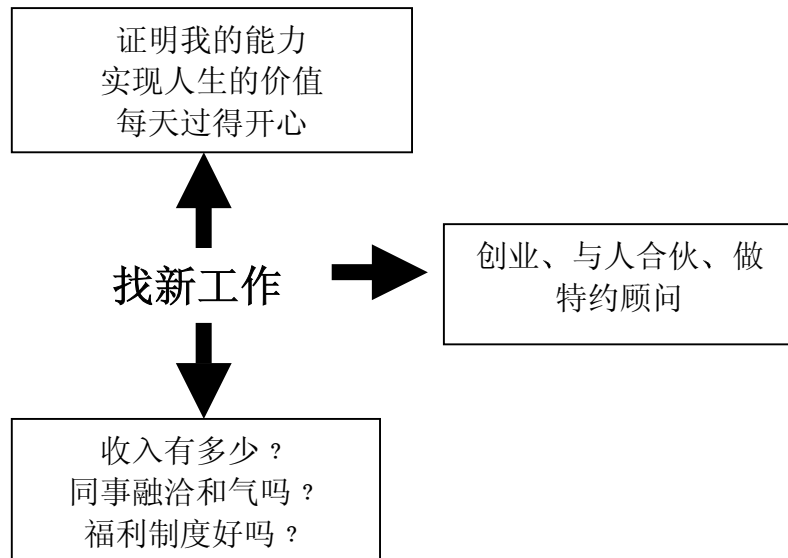 证明我的能力
实现人生的价值
每天过得开心
找新工作
创业、与人合伙、做
特约顾问
收入有多少？
同事融洽和气吗？
福利制度好吗？